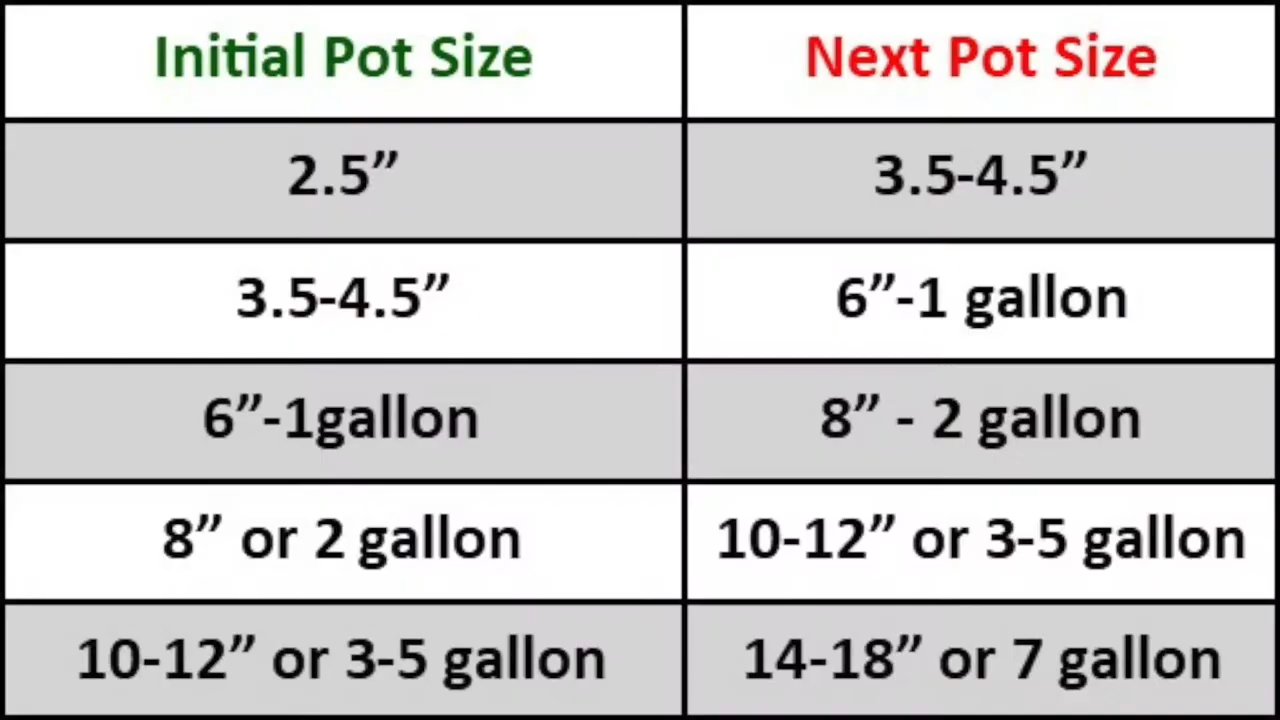 Initial Pot Size Next Pot Size
2.5” 3.5-4.5”
3.5-4.5” 6”-1 gallon
6”-1gallon 8” - 2 gallon
8” or 2 gallon 10-12” or 3-5 gallon
10-12” or 3-5 gallon 14-18” or 7 gallon